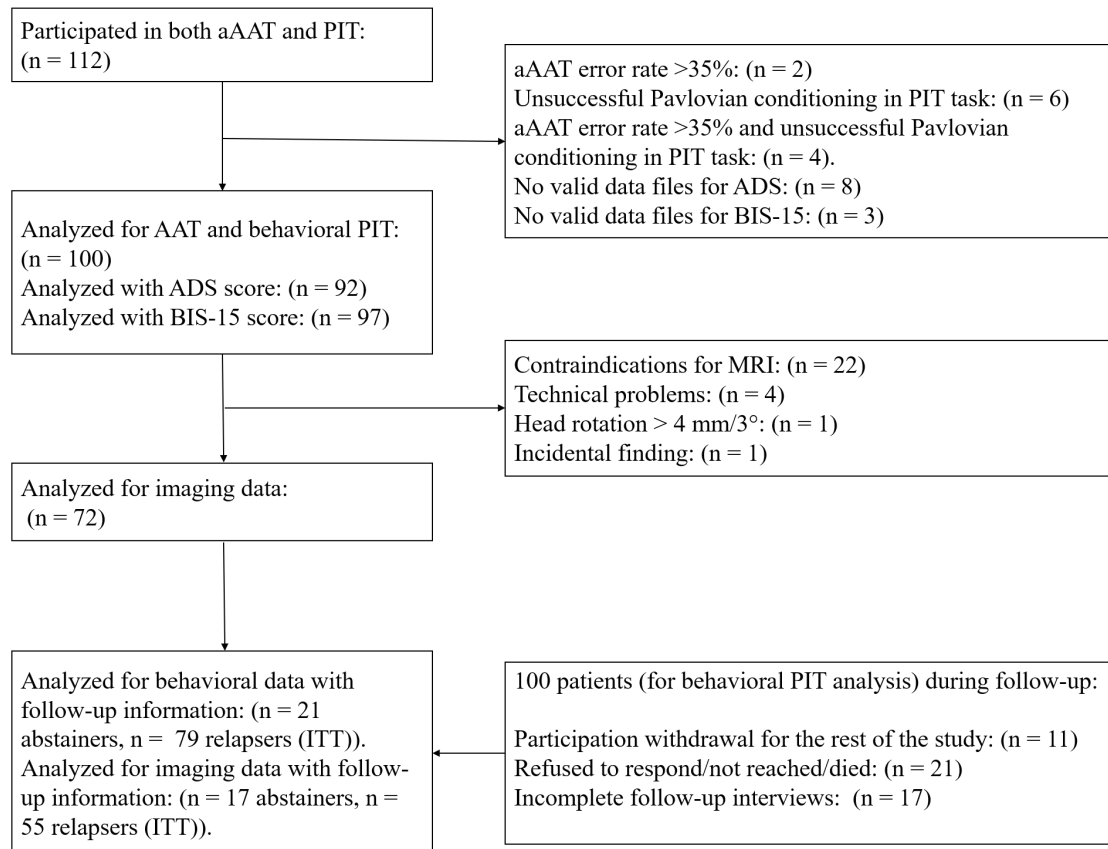 Participated in both aAAT and PIT:
(n = 112)
aAAT error rate >35%: (n = 2)
Unsuccessful Pavlovian conditioning in PIT task: (n = 6)
aAAT error rate >35% and unsuccessful Pavlovian
conditioning in PIT task: (n = 4).
No valid data files for ADS: (n = 8)
No valid data files for BIS-15: (n = 3)
Analyzed for AAT and behavioral PIT:
(n = 100)
Analyzed with ADS score: (n = 92)
Analyzed with BIS-15 score: (n = 97)
Contraindications for MRI: (n = 22)
Technical problems: (n = 4)
Head rotation > 4 mm/3°: (n = 1)
Incidental finding: (n = 1)
Analyzed for imaging data:
(n = 72)
Analyzed for behavioral data with
follow-up information: (n = 21
abstainers, n = 79 relapsers (ITT)).
Analyzed for imaging data with follow-
up information: (n = 17 abstainers, n =
55 relapsers (ITT)).
100 patients (for behavioral PIT analysis) during follow-up:
Participation withdrawal for the rest of the study: (n = 11)
Refused to respond/not reached/died: (n = 21)
Incomplete follow-up interviews: (n = 17)